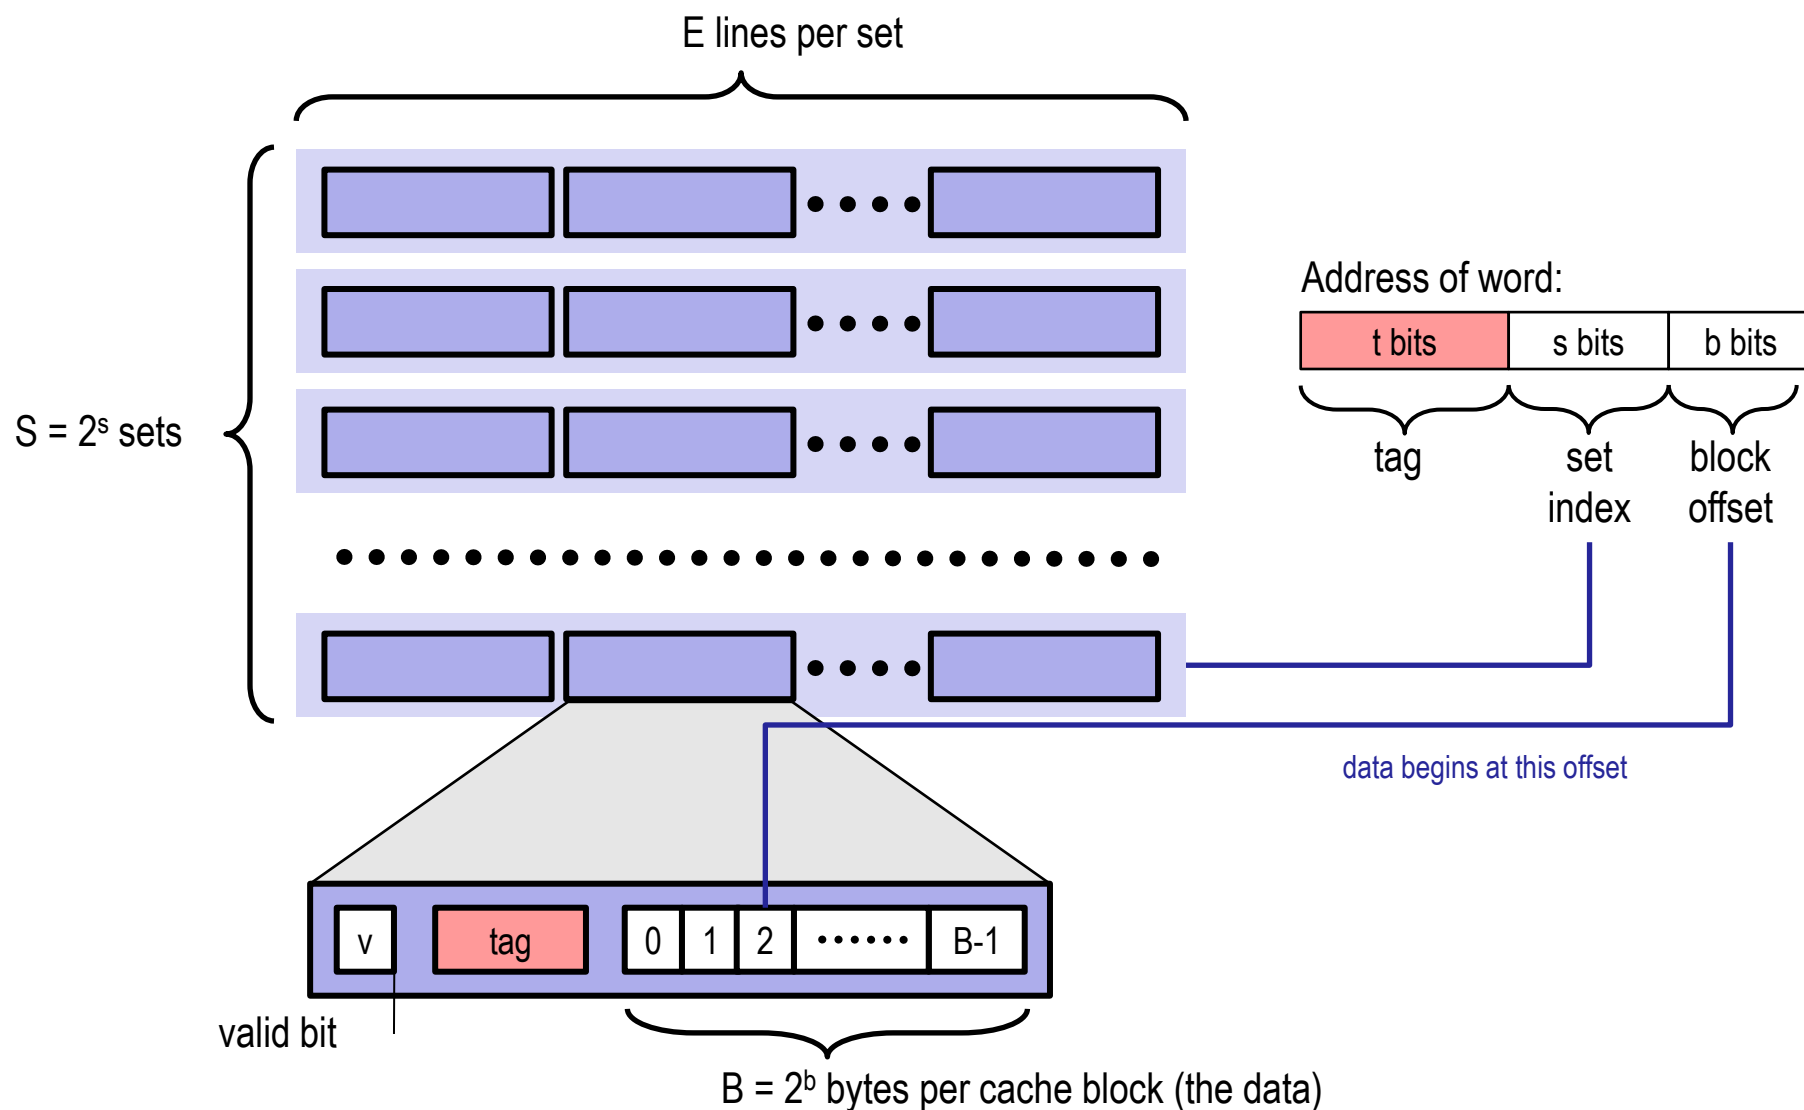 E lines per set
Address of word:
t bits s bits b bits
S = 2ˢ sets
tag set block
index offset
data begins at this offset
v tag 0 1 2 •••••• B-1
valid bit
B = 2ᵇ bytes per cache block (the data)